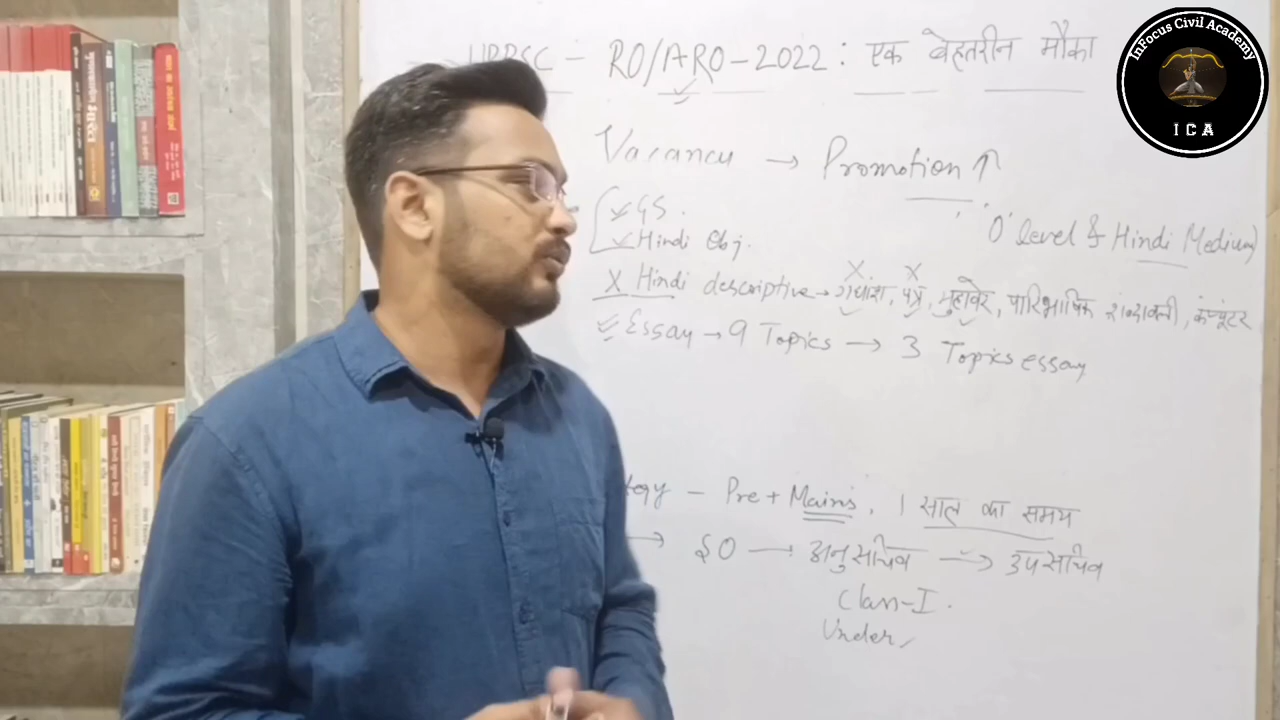 UPPSC - RO/ARO-2022 : एक बेहतरीन मौका
InFocus Civil Academy
ICA
Vacancy → Promotion ↑
GS.
Hindi Obj.
O' level & Hindi Medium)
X Hindi descriptive → गद्यांश, पत्र, मुहावरे, पारिभाषिक शब्दावली, कंप्यूटर
Essay → 9 Topics → 3 Topics essay
tegy - Pre + Mains, 1 साल का समय
→ SO → अनुसचिव → उपसचिव
Class-I.
Under